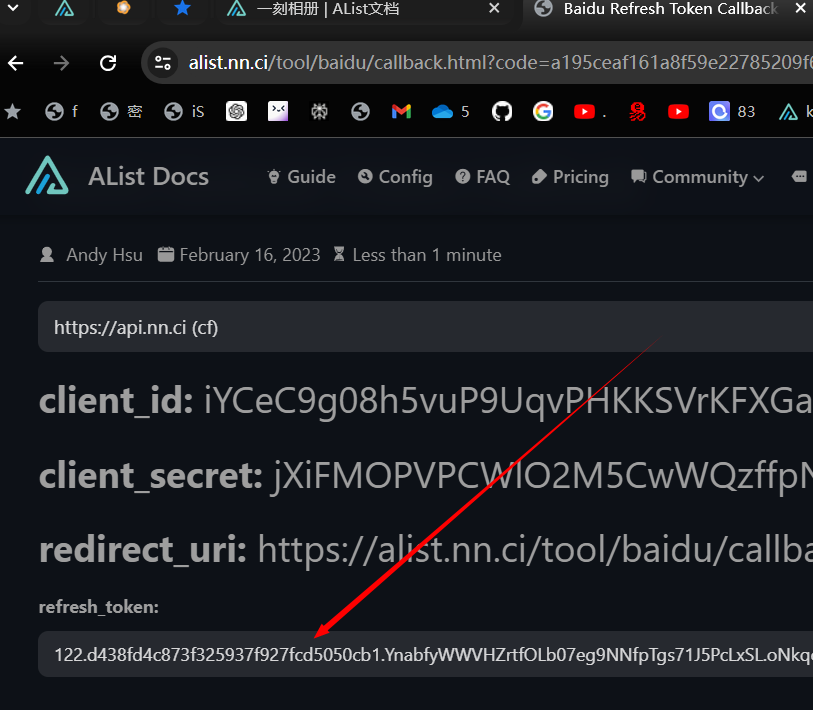 一刻相册 | AList文档
Baidu Refresh Token Callback
alist.nn.ci/tool/baidu/callback.html?code=a195ceaf161a8f59e22785209f6
f 密 iS 5 . 83 k
AList Docs Guide Config FAQ Pricing Community
Andy Hsu February 16, 2023 Less than 1 minute
https://api.nn.ci (cf)
client_id: iYCeC9g08h5vuP9UqvPHKKSVrKFXGa
client_secret: jXiFMOPVPCWlO2M5CwWQzffpN
redirect_uri: https://alist.nn.ci/tool/baidu/callba
refresh_token:
122.d438fd4c873f325937f927fcd5050cb1.YnabfyWWVHZrtfOLb07eg9NNfpTgs71J5PcLxSL.oNkq